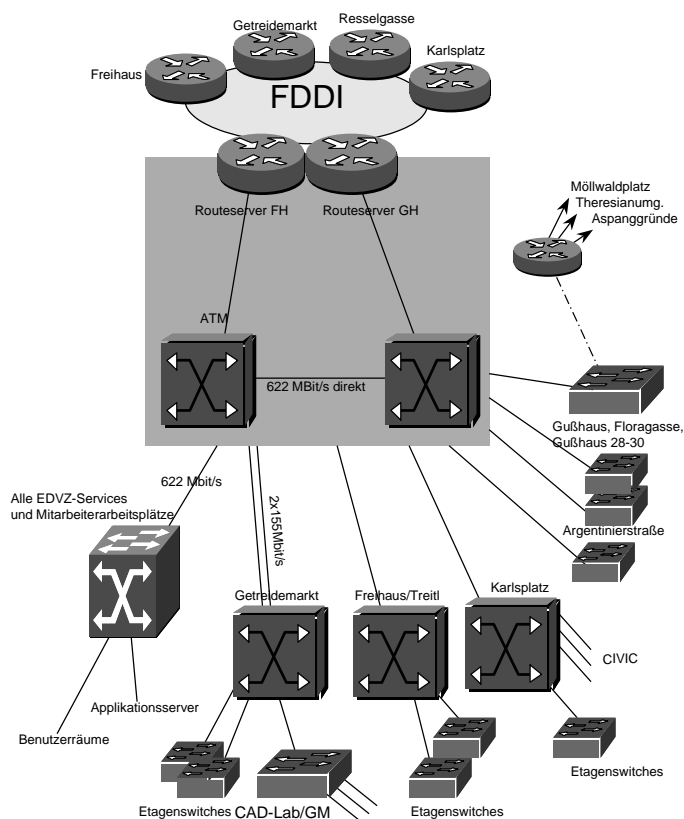 Resselgasse
Getreidemarkt
Karlsplatz
Freihaus
FDDI
Routeserver FH
Routeserver GH
Möllwaldplatz
Theresianumg.
Aspanggründe
ATM
622 MBit/s direkt
Gußhaus, Floragasse,
Gußhaus 28-30
622 Mbit/s
Alle EDVZ-Services
und Mitarbeiterarbeitsplätze
2x155Mbit/s
Argentinierstraße
Getreidemarkt
Freihaus/Treitl
Karlsplatz
CIVIC
Applikationsserver
Benutzerräume
Etagenswitches
Etagenswitches
CAD-Lab/GM
Etagenswitches